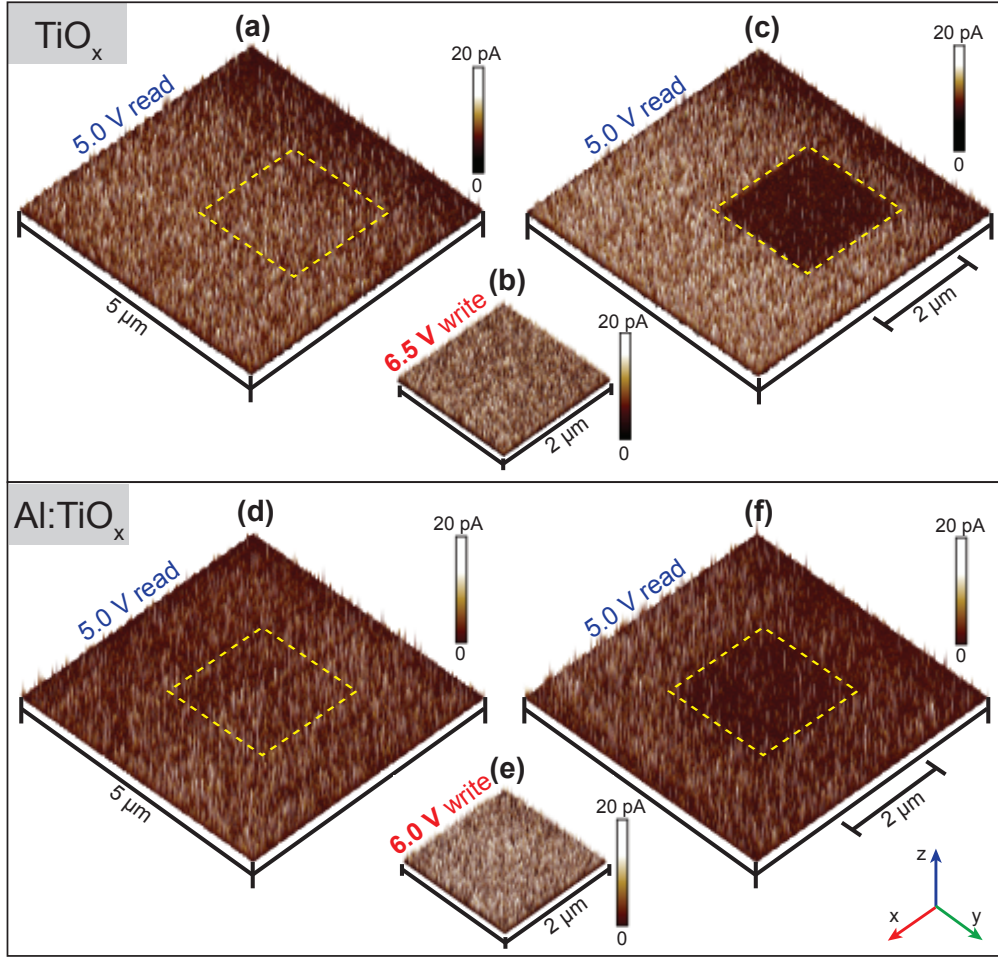 TiOx
(a)
5.0 V read
20 pA
0
5 µm
(c)
5.0 V read
20 pA
0
2 µm
(b)
6.5 V write
20 pA
0
2 µm
Al:TiOx
(d)
5.0 V read
20 pA
0
5 µm
(f)
5.0 V read
20 pA
0
2 µm
(e)
6.0 V write
20 pA
0
2 µm
z
x
y